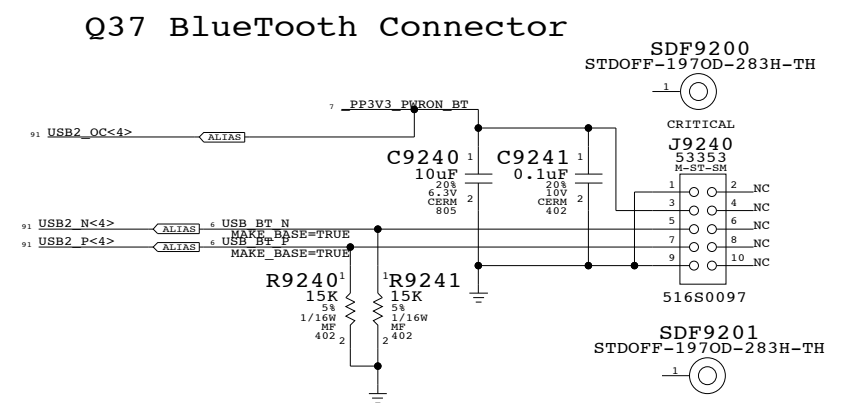 Q37 BlueTooth Connector
SDF9200
STDOFF-197OD-283H-TH
1
7 _PP3V3_PWRON_BT
91 USB2_OC<4>
ALIAS
CRITICAL
J9240
53353
M-ST-SM
C9240 1
10uF
20%
6.3V
CERM
805
2
C9241 1
0.1uF
20%
10V
CERM
402
2
1 2 NC
3 4 NC
5 6 NC
7 8 NC
9 10 NC
516S0097
91 USB2_N<4> ALIAS 6 USB_BT_N
MAKE_BASE=TRUE
91 USB2_P<4> ALIAS 6 USB_BT_P
MAKE_BASE=TRUE
R9240 1
15K
5%
1/16W
MF
402 2
1 R9241
15K
5%
1/16W
MF
2 402
SDF9201
STDOFF-197OD-283H-TH
1